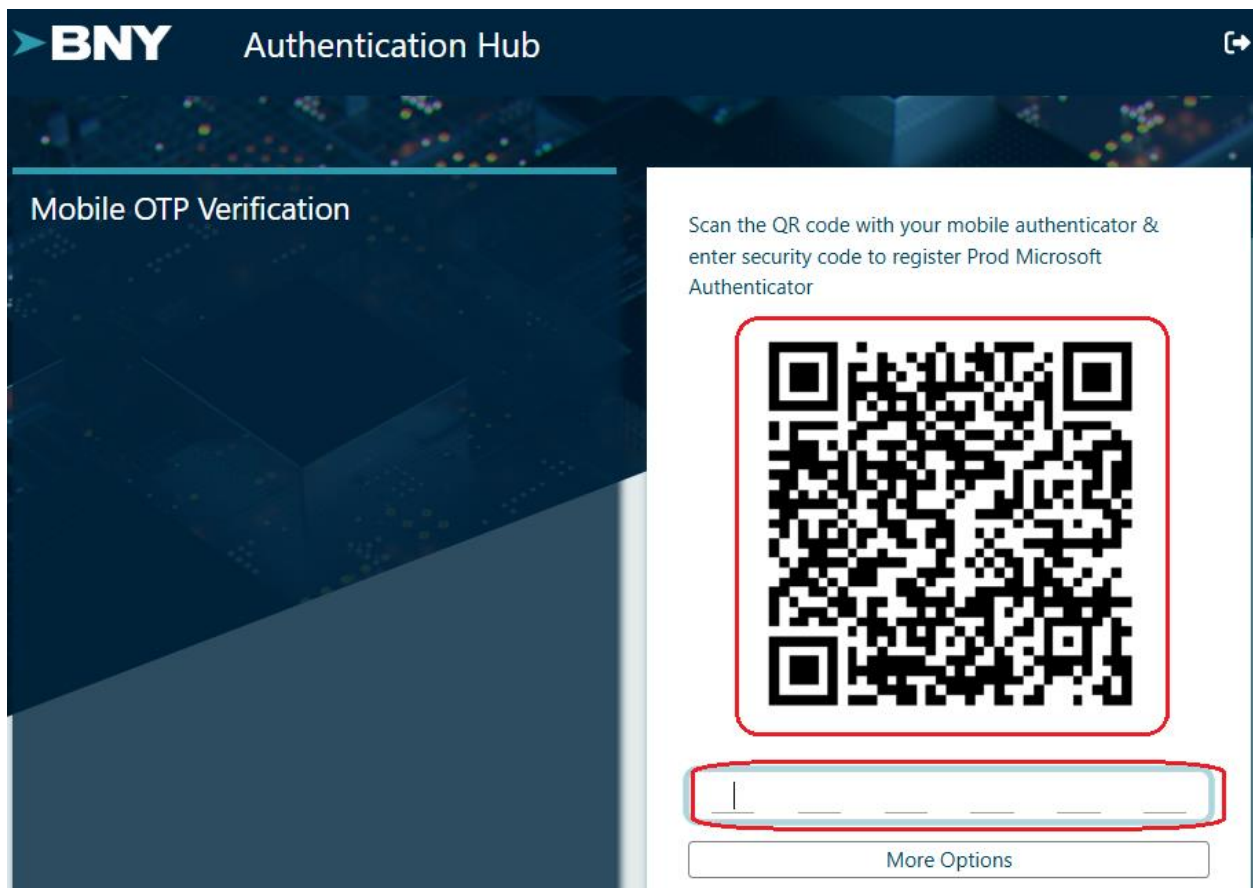 BNY
Authentication Hub
Mobile OTP Verification
Scan the QR code with your mobile authenticator &
enter security code to register Prod Microsoft
Authenticator
More Options